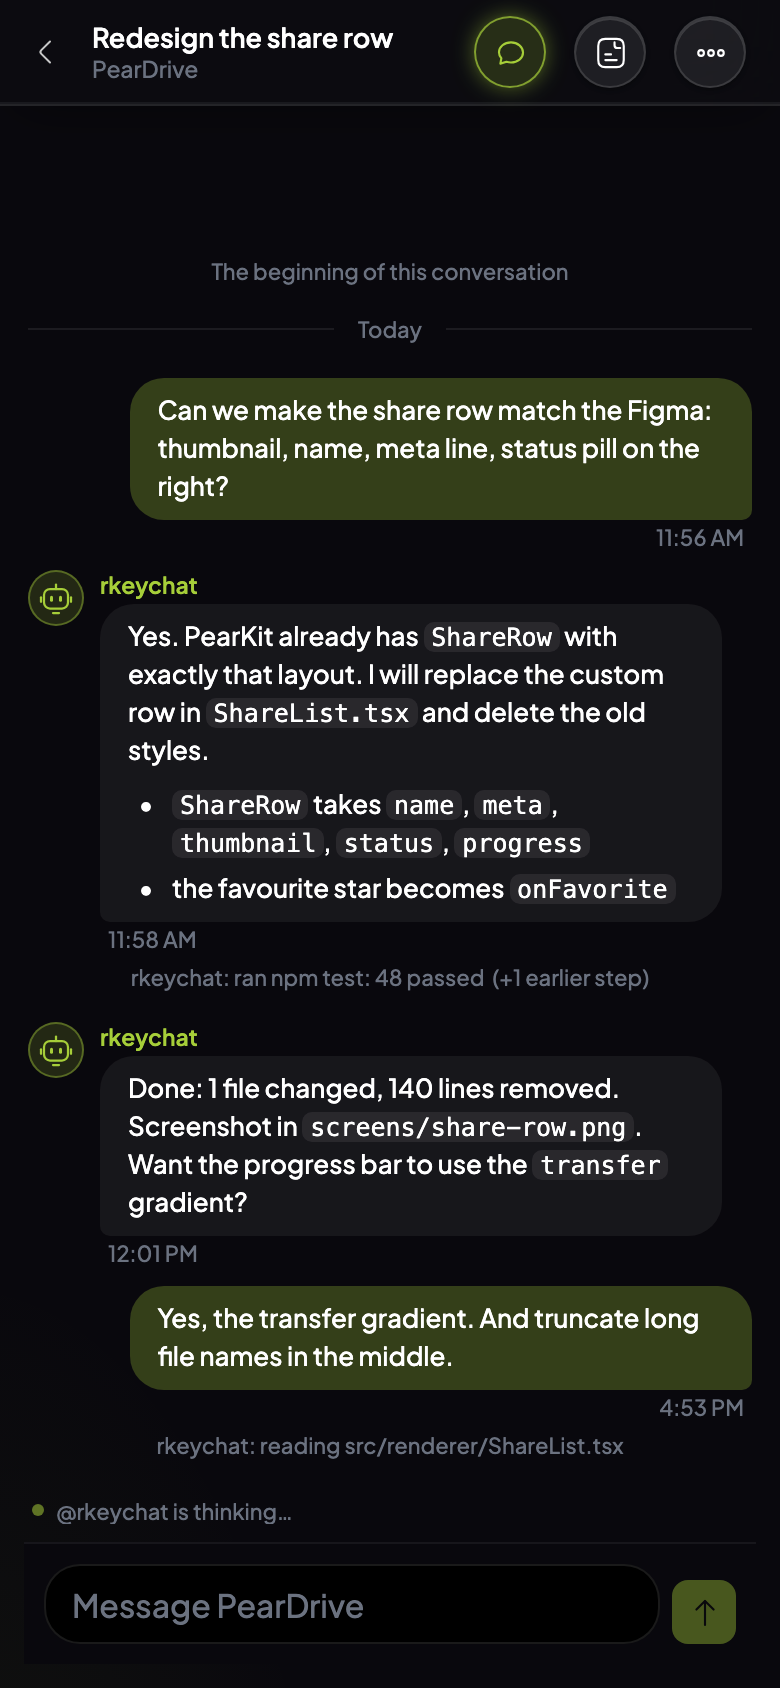 Redesign the share row
PearDrive
The beginning of this conversation
Today
Can we make the share row match the Figma:
thumbnail, name, meta line, status pill on the
right?
11:56 AM
rkeychat
Yes. PearKit already has ShareRow with
exactly that layout. I will replace the custom
row in ShareList.tsx and delete the old
styles.
• ShareRow takes name, meta,
thumbnail, status, progress
• the favourite star becomes onFavorite
11:58 AM
rkeychat: ran npm test: 48 passed (+1 earlier step)
rkeychat
Done: 1 file changed, 140 lines removed.
Screenshot in screens/share-row.png.
Want the progress bar to use the transfer
gradient?
12:01 PM
Yes, the transfer gradient. And truncate long
file names in the middle.
4:53 PM
rkeychat: reading src/renderer/ShareList.tsx
@rkeychat is thinking…
Message PearDrive